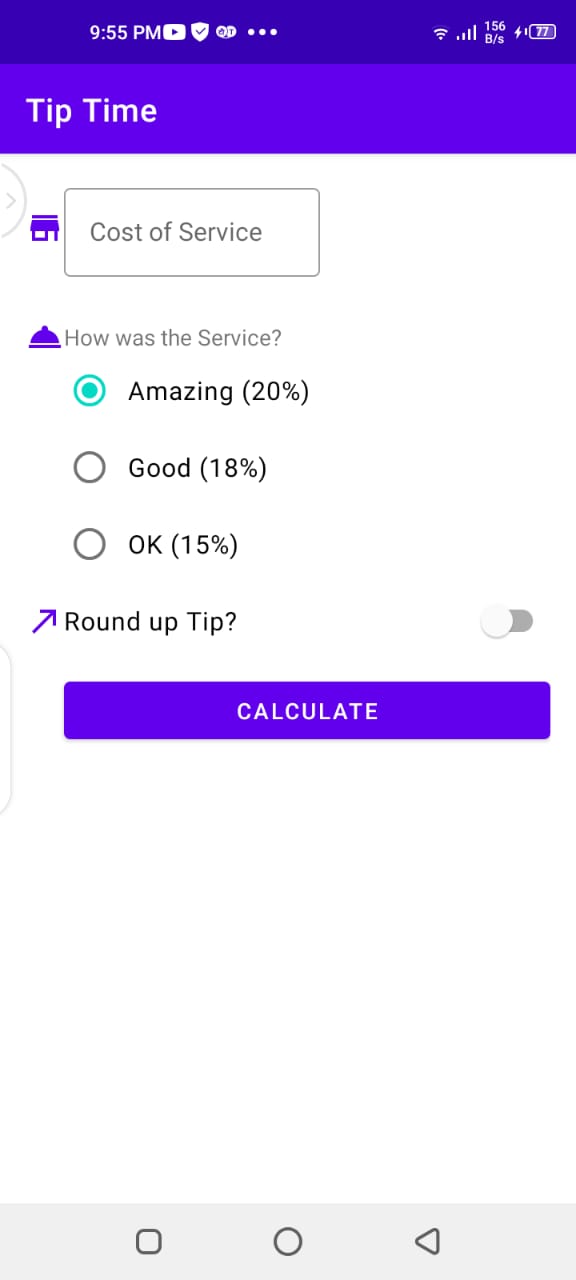 9:55 PM
156
B/s
77
Tip Time
Cost of Service
How was the Service?
Amazing (20%)
Good (18%)
OK (15%)
Round up Tip?
CALCULATE